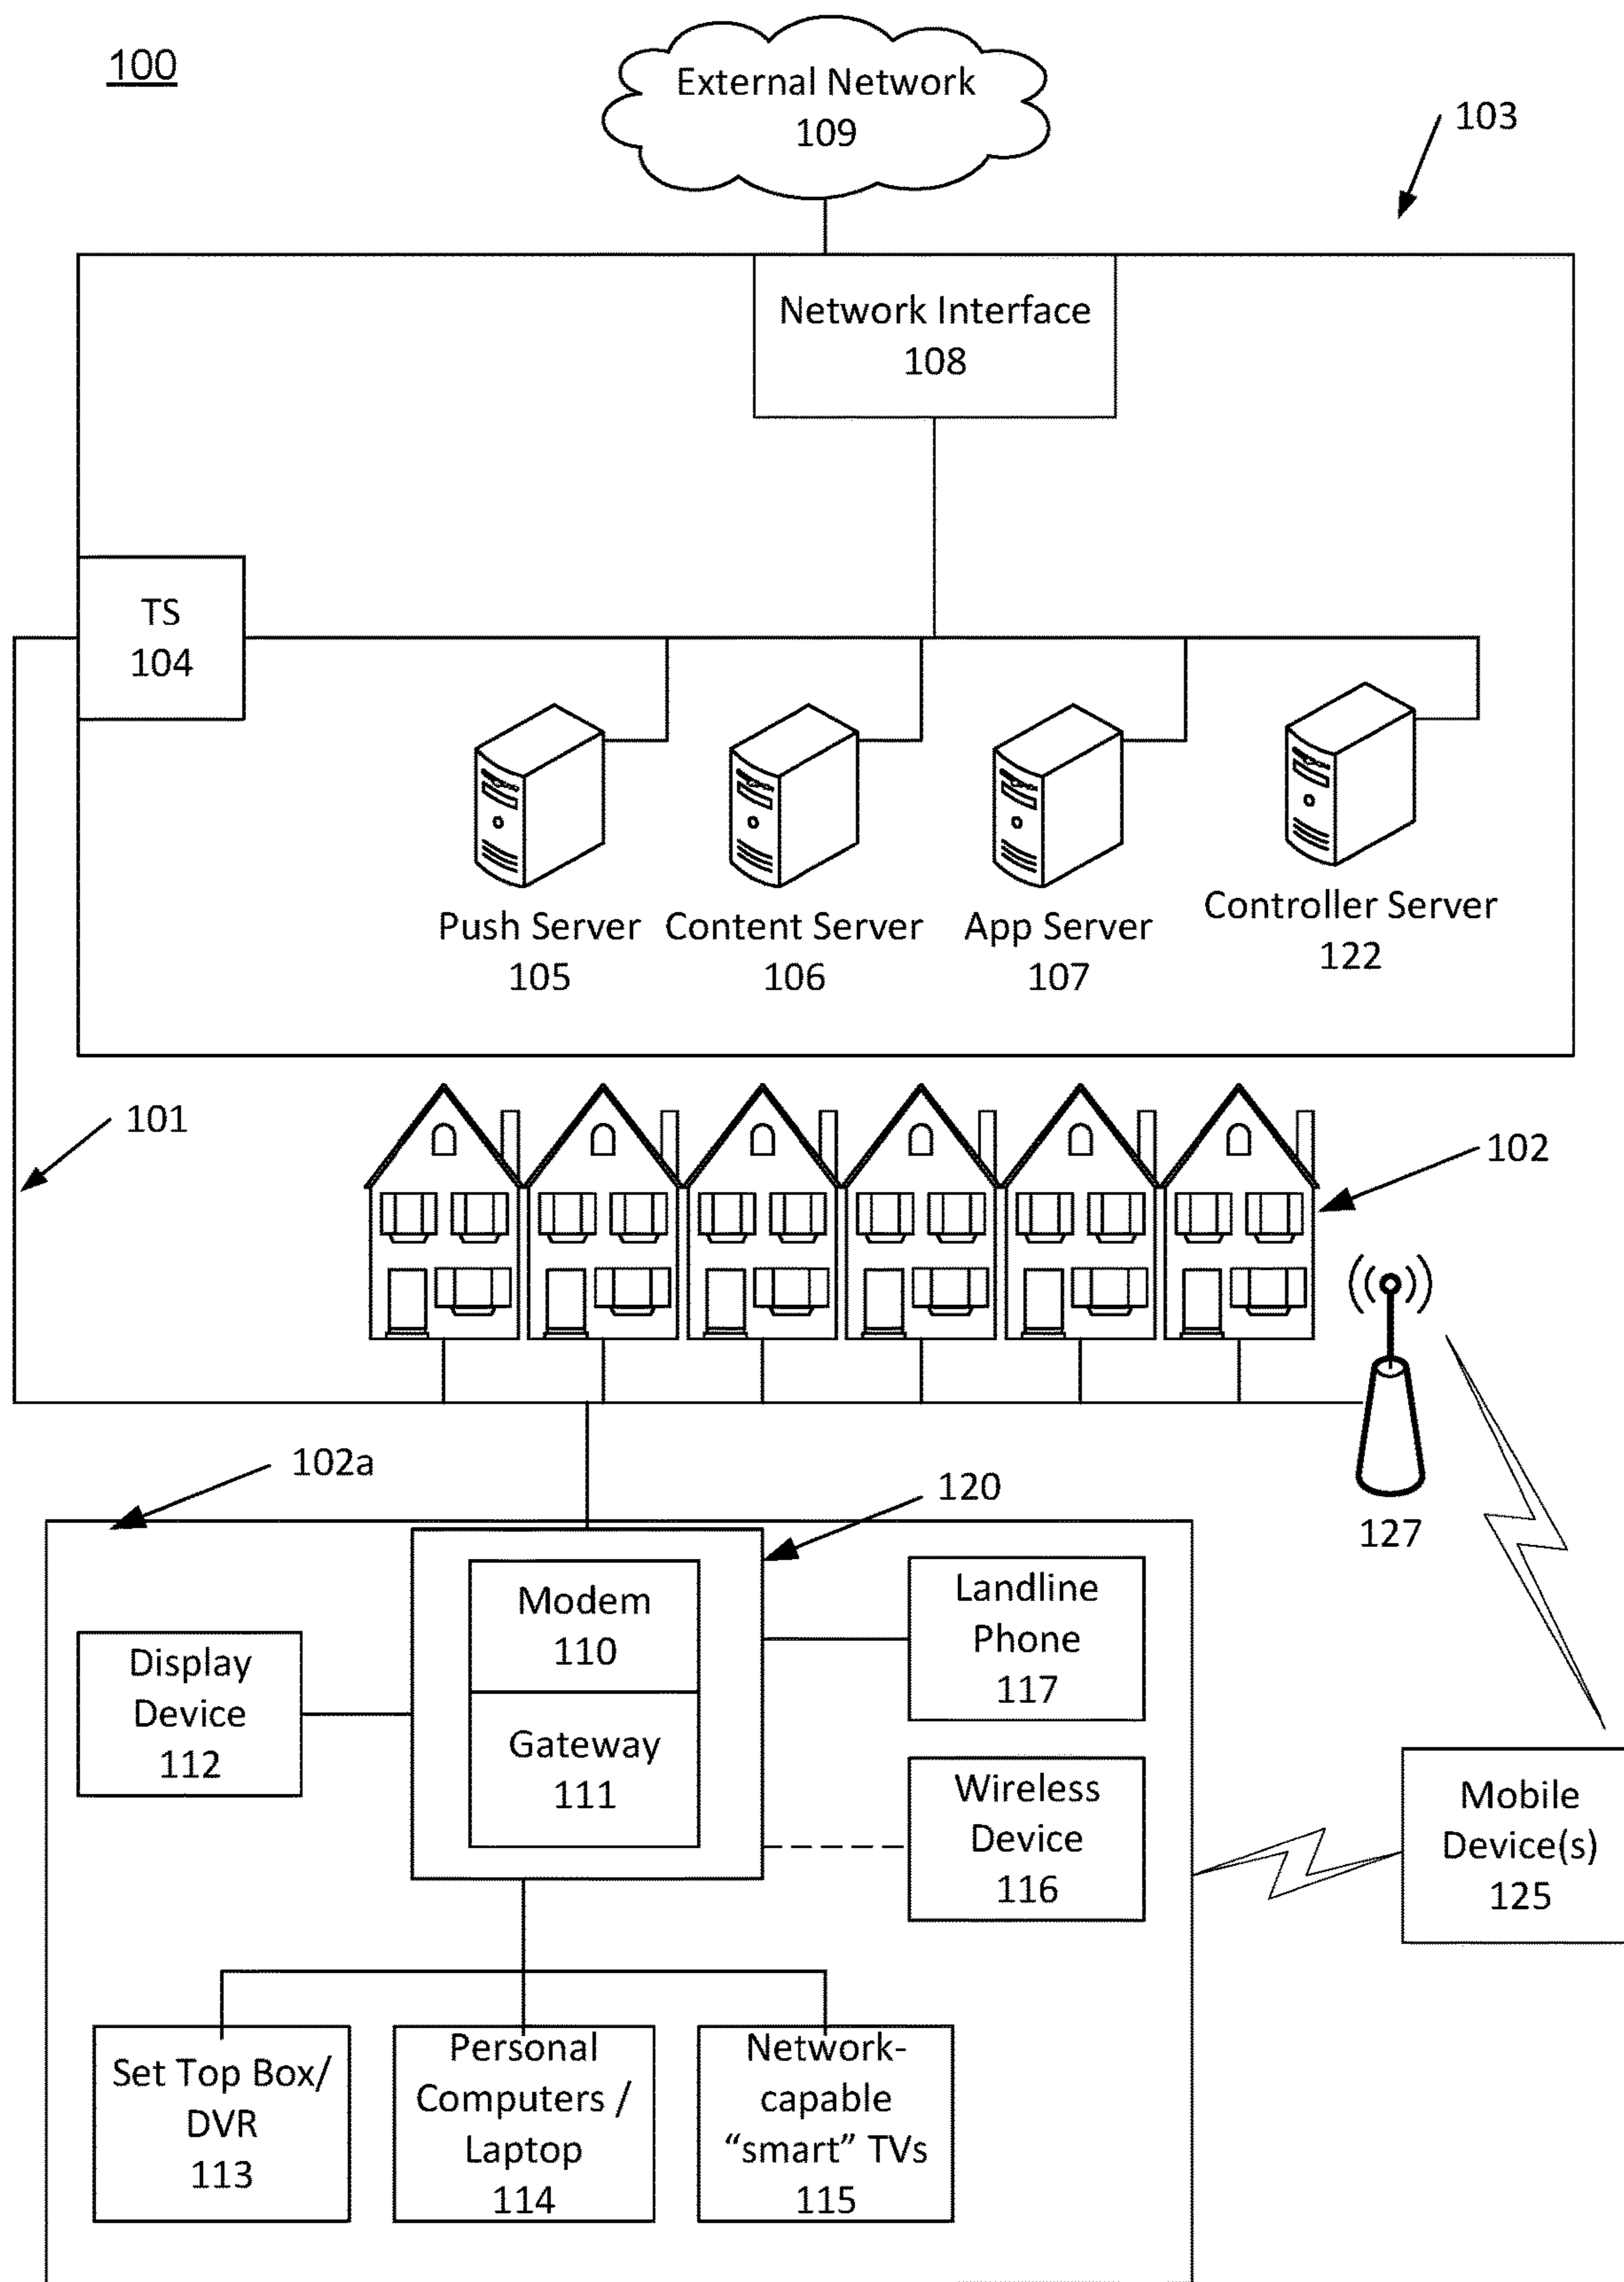 100
External Network
109
103
Network Interface
108
TS
104
Push Server
105
Content Server
106
App Server
107
Controller Server
122
101
102
127
102a
120
Modem
110
Gateway
111
Display
Device
112
Landline
Phone
117
Wireless
Device
116
Mobile
Device(s)
125
Set Top Box/
DVR
113
Personal
Computers /
Laptop
114
Network-
capable
“smart” TVs
115